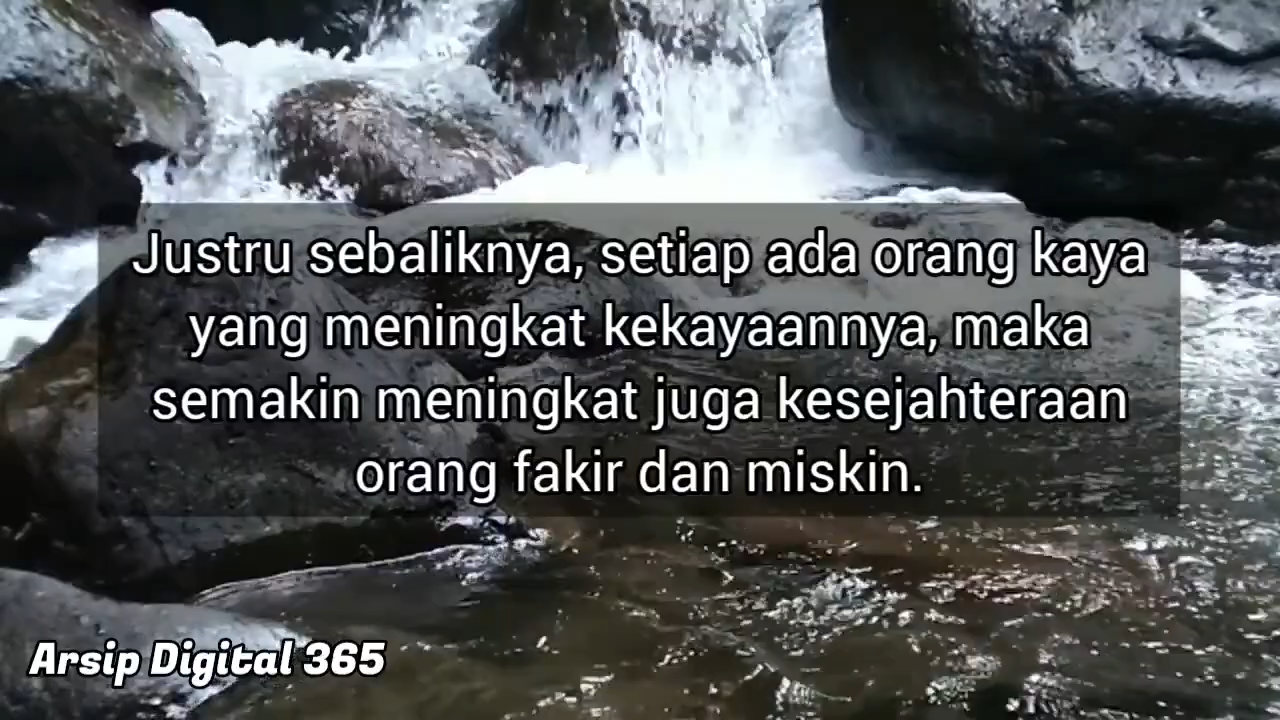 Justru sebaliknya, setiap ada orang kaya
yang meningkat kekayaannya, maka
semakin meningkat juga kesejahteraan
orang fakir dan miskin.
Arsip Digital 365